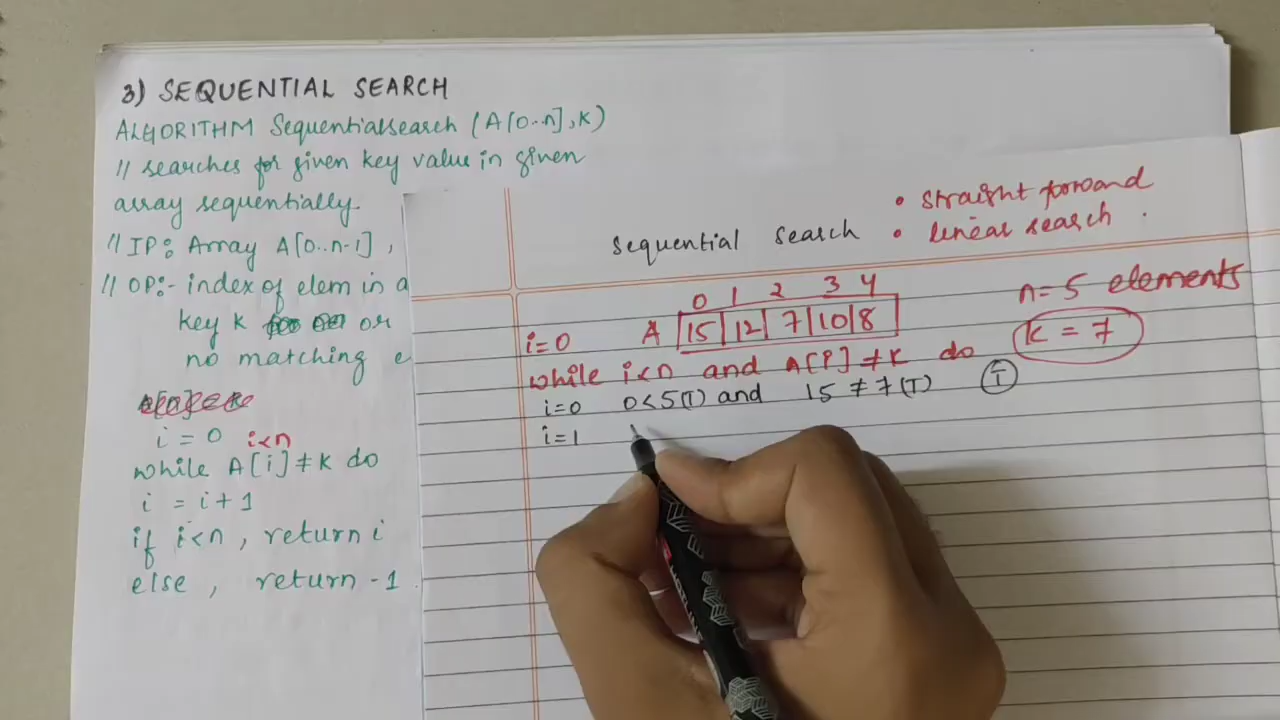 3) SEQUENTIAL SEARCH
ALGORITHM Sequentialsearch (A[0..n], K)
// searches for given key value in given
array sequentially.
// IP: Array A[0..n-1],
// OP:- index of elem in a
key K or
no matching e
i = 0 i<n
while A[i] ≠ K do
i = i + 1
if i<n, return i
else, return -1
• straight forward
sequential search • linear search.
0 1 2 3 4
n=5 elements
i=0 A 15 12 7 10 8
K = 7
while i<n and A[i] ≠ K do
i=0 0<5(T) and 15 ≠ 7(T) T
i=1